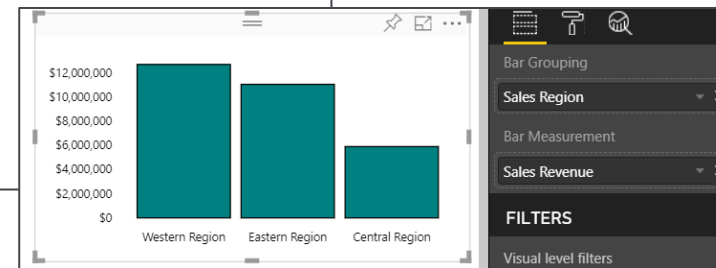 $12,000,000
$10,000,000
$8,000,000
$6,000,000
$4,000,000
$2,000,000
$0
Western Region Eastern Region Central Region
Bar Grouping
Sales Region
Bar Measurement
Sales Revenue
FILTERS
Visual level filters